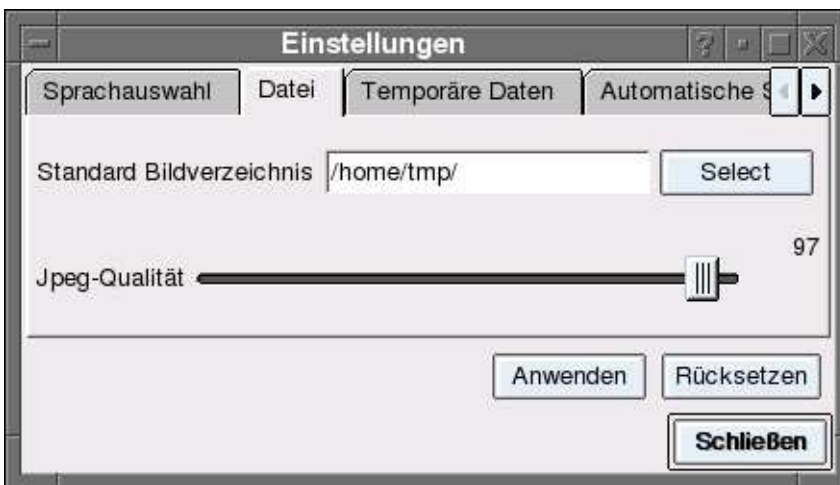 Einstellungen
Sprachauswahl Datei Temporäre Daten Automatische
Standard Bildverzeichnis /home/tmp/ Select
97
Jpeg-Qualität
Anwenden Rücksetzen
Schließen